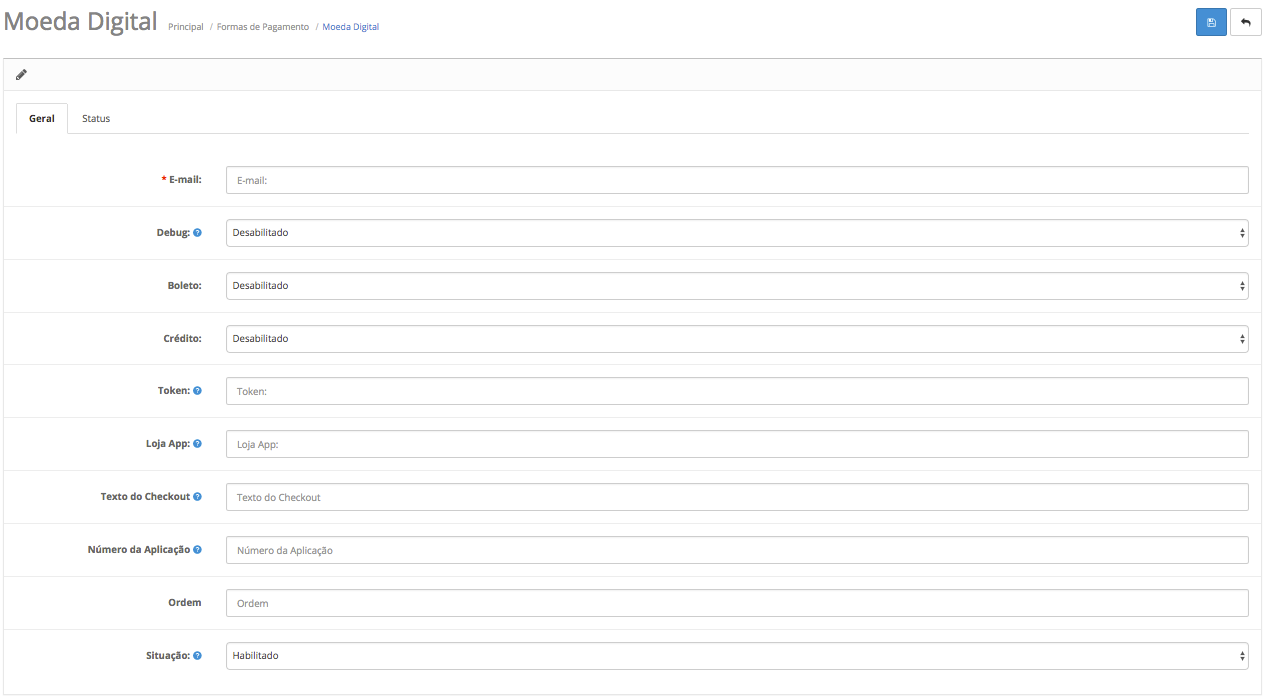 Moeda Digital Principal / Formas de Pagamento / Moeda Digital
Geral Status
* E-mail: E-mail:
Debug: Desabilitado
Boleto: Desabilitado
Crédito: Desabilitado
Token: Token:
Loja App: Loja App:
Texto do Checkout Texto do Checkout
Número da Aplicação Número da Aplicação
Ordem Ordem
Situação: Habilitado